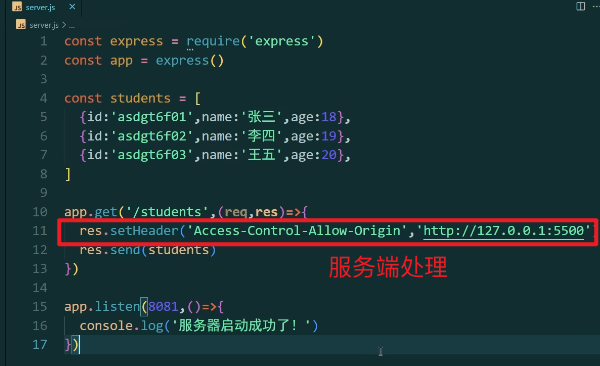 server.js
server.js > ...
1 const express = require('express')
2 const app = express()
3
4 const students = [
5 {id:'asdgt6f01',name:'张三',age:18},
6 {id:'asdgt6f02',name:'李四',age:19},
7 {id:'asdgt6f03',name:'王五',age:20},
8 ]
9
10 app.get('/students',(req,res)=>{
11 res.setHeader('Access-Control-Allow-Origin','http://127.0.0.1:5500'
12 res.send(students)
13 })
服务端处理
14
15 app.listen(8081,()=>{
16 console.log('服务器启动成功了！')
17 })